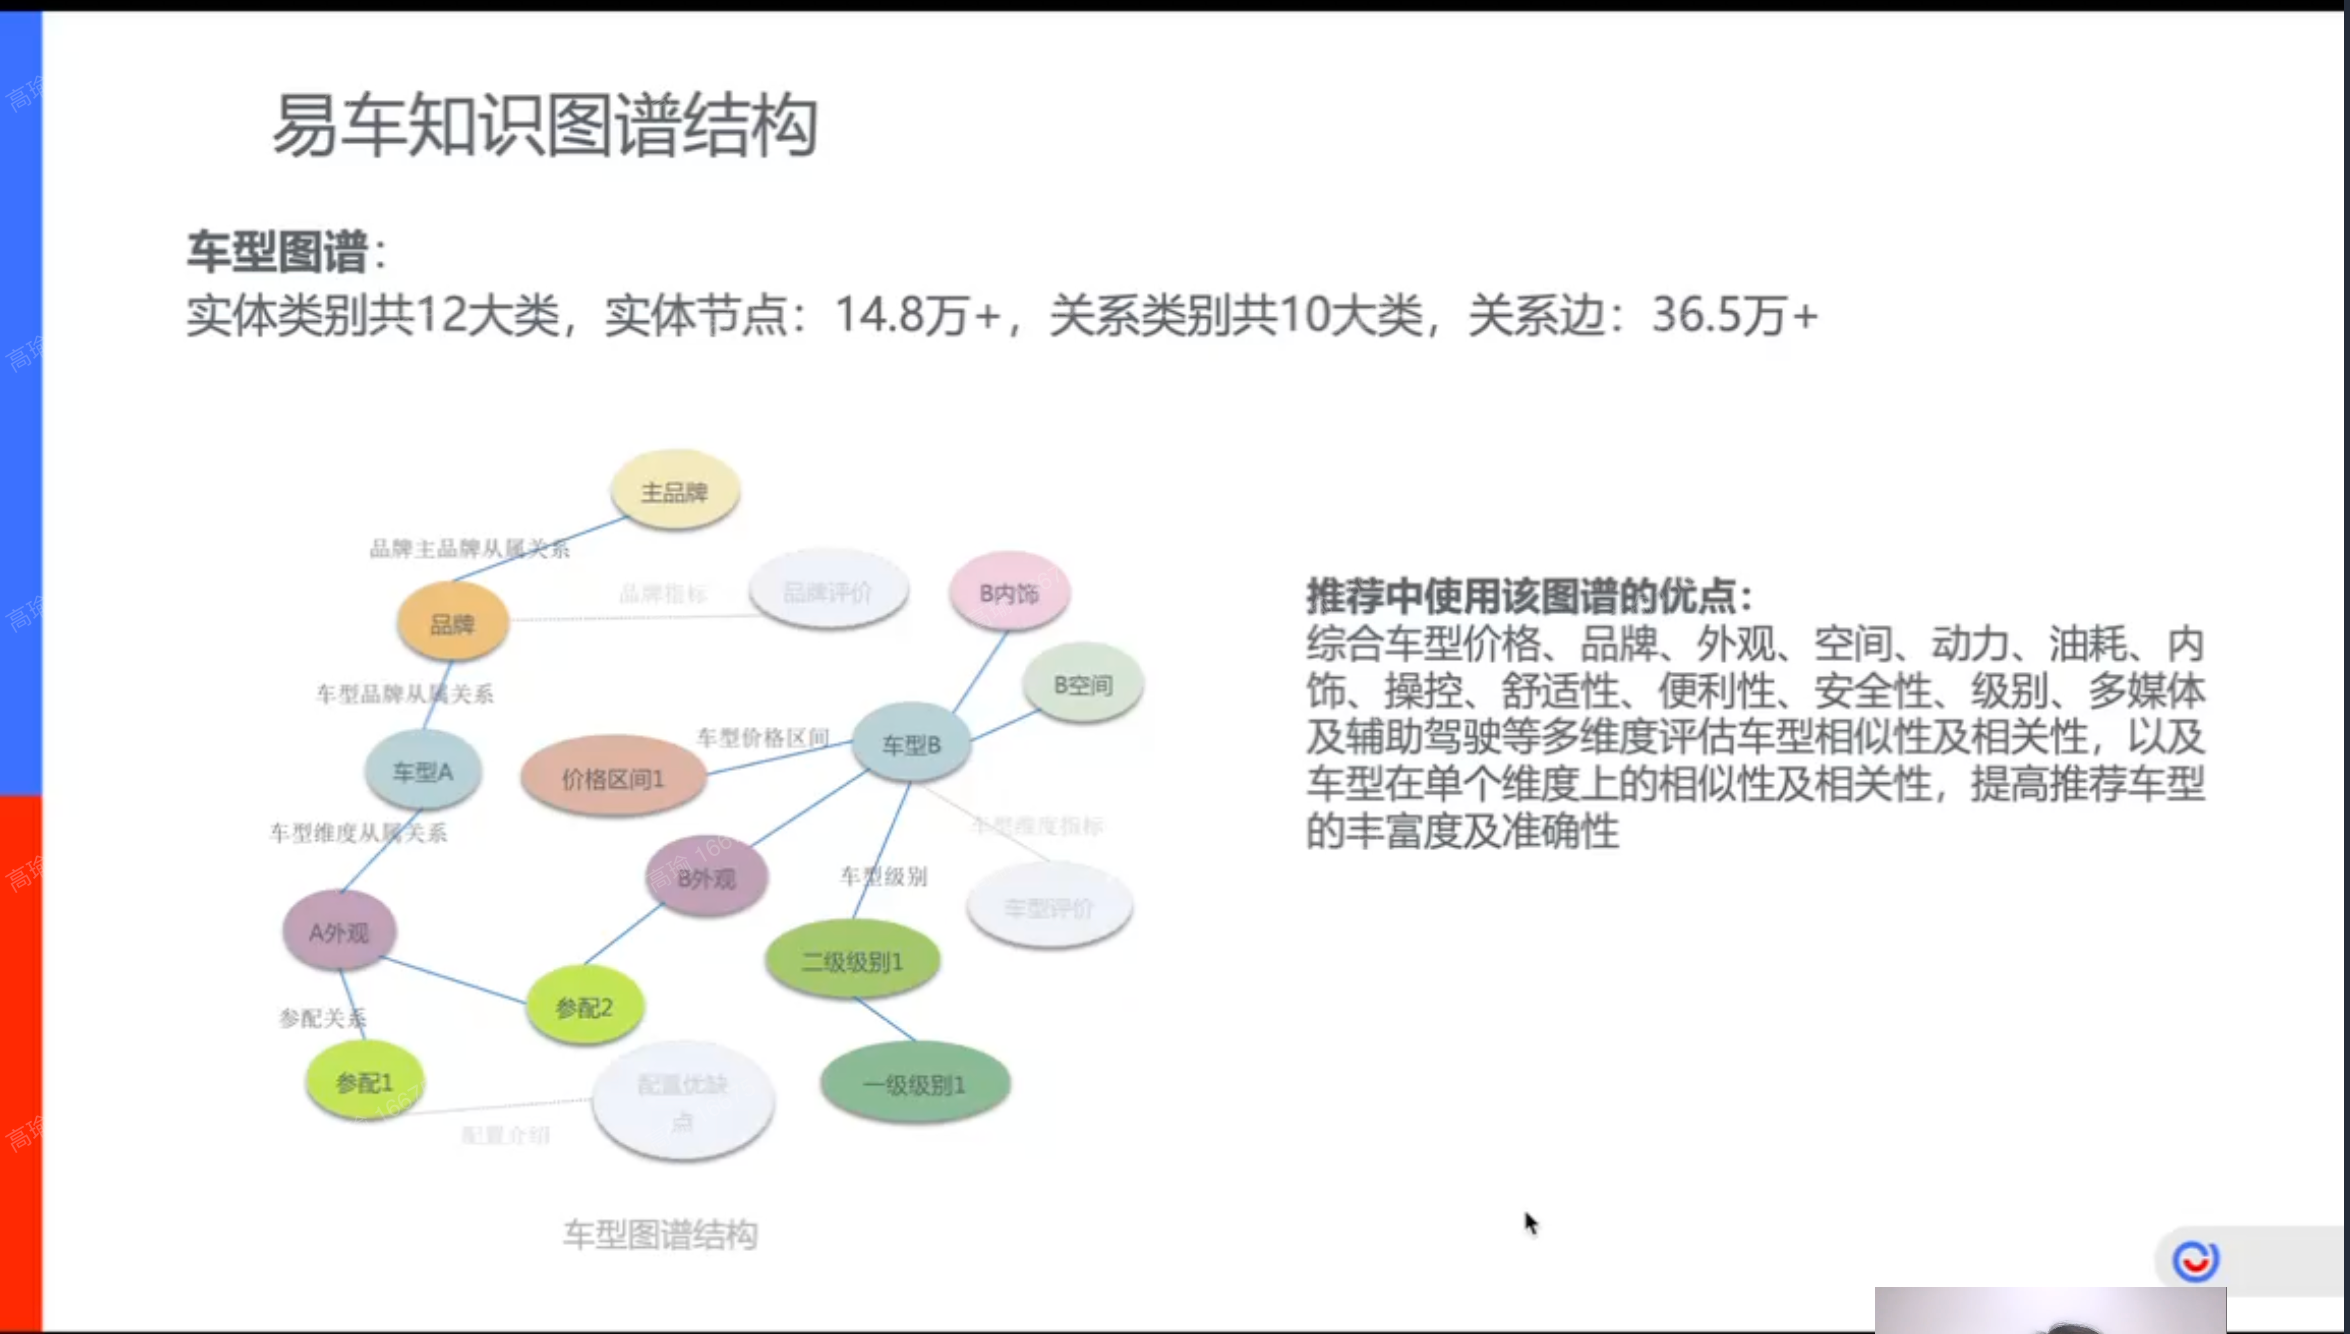 易车知识图谱结构
车型图谱：
实体类别共12大类，实体节点：14.8万+，关系类别共10大类，关系边：36.5万+
主品牌
品牌主品牌从属关系
品牌指标
品牌评价
B内饰
品牌
B空间
车型品牌从属关系
车型价格区间
车型B
车型A
价格区间1
车型维度从属关系
车型维度指标
B外观
车型级别
车型评价
A外观
二级级别1
参配2
参配关系
参配1
配置优缺
点
一级级别1
配置介绍
车型图谱结构
推荐中使用该图谱的优点：
综合车型价格、品牌、外观、空间、动力、油耗、内
饰、操控、舒适性、便利性、安全性、级别、多媒体
及辅助驾驶等多维度评估车型相似性及相关性，以及
车型在单个维度上的相似性及相关性，提高推荐车型
的丰富度及准确性